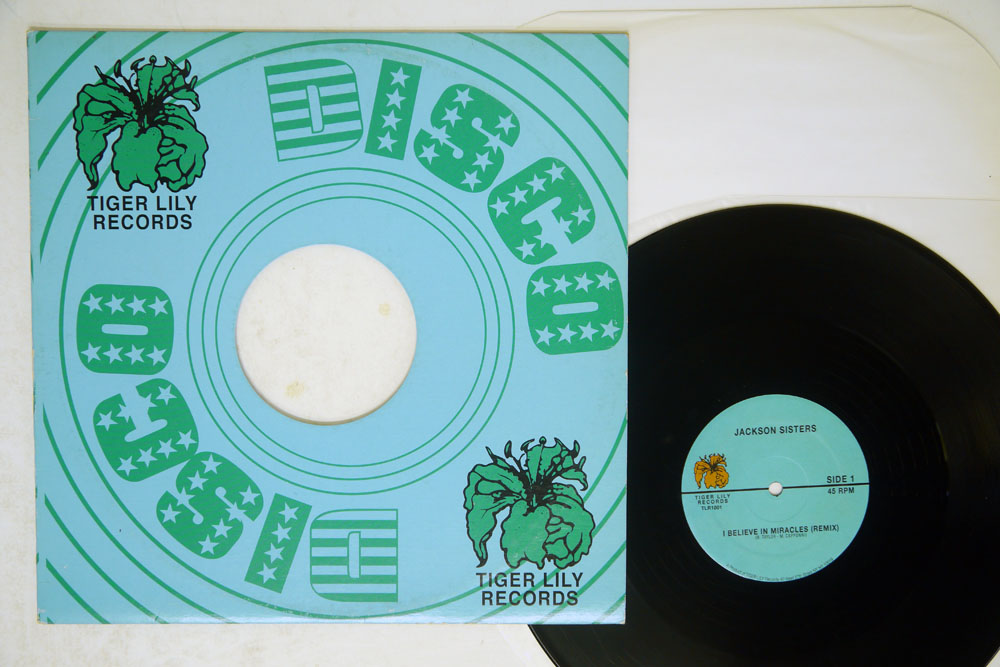 DISCO
TIGER LILY
RECORDS
DISCO
TIGER LILY
RECORDS
JACKSON SISTERS
SIDE 1
45 RPM
TIGER LILY
RECORDS
TLR1201
I BELIEVE IN MIRACLES (REMIX)